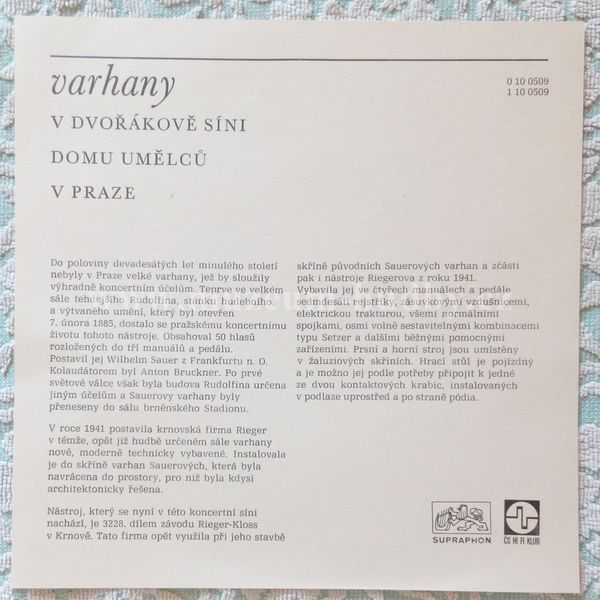 varhany
0 10 0509
1 10 0509
V DVOŘÁKOVĚ SÍNI
DOMU UMĚLCŮ
V PRAZE
Do poloviny devadesátých let minulého století
nebyly v Praze velké varhany, jež by sloužily
výhradně koncertním účelům. Teprve ve velkém
sále tehdejšího Rudolfina, stánku hudebního
a výtvaného umění, který byl otevřen
7. února 1885, dostalo se pražskému koncertnímu
životu tohoto nástroje. Obsahoval 50 hlasů
rozložených do tří manuálů a pedálu.
Postavil jej Wilhelm Sauer z Frankfurtu n. O.
Kolaudátorem byl Anton Bruckner. Po prvé
světové válce však byla budova Rudolfina určena
jiným účelům a Sauerovy varhany byly
přeneseny do sálu brněnského Stadionu.
V roce 1941 postavila krnovská firma Rieger
v témže, opět již hudbě určeném sále varhany
nové, moderně technicky vybavené. Instalovala
je do skříně varhan Sauerových, která byla
navrácena do prostory, pro niž byla kdysi
architektonicky řešena.
Nástroj, který se nyní v této koncertní síni
nachází, je 3228. dílem závodu Rieger-Kloss
v Krnově. Tato firma opět využila při jeho stavbě
skříně původních Sauerových varhan a zčásti
pak i nástroje Riegerova z roku 1941.
Vybavila jej ve čtyřech manuálech a pedále
sedmdesáti rejstříky, zásuvkovými vzdušnicemi,
elektrickou trakturou, všemi normálními
spojkami, osmi volně sestavitelnými kombinacemi
typu Setzer a dalšími běžnými pomocnými
zařízeními. Prsní a horní stroj jsou umístěny
v žaluziových skříních. Hrací stůl je pojízdný
a je možno jej podle potřeby připojit k jedné
ze dvou kontaktových krabic, instalovaných
v podlaze uprostřed a po straně pódia.
SUPRAPHON
ČS HI FI KLUB